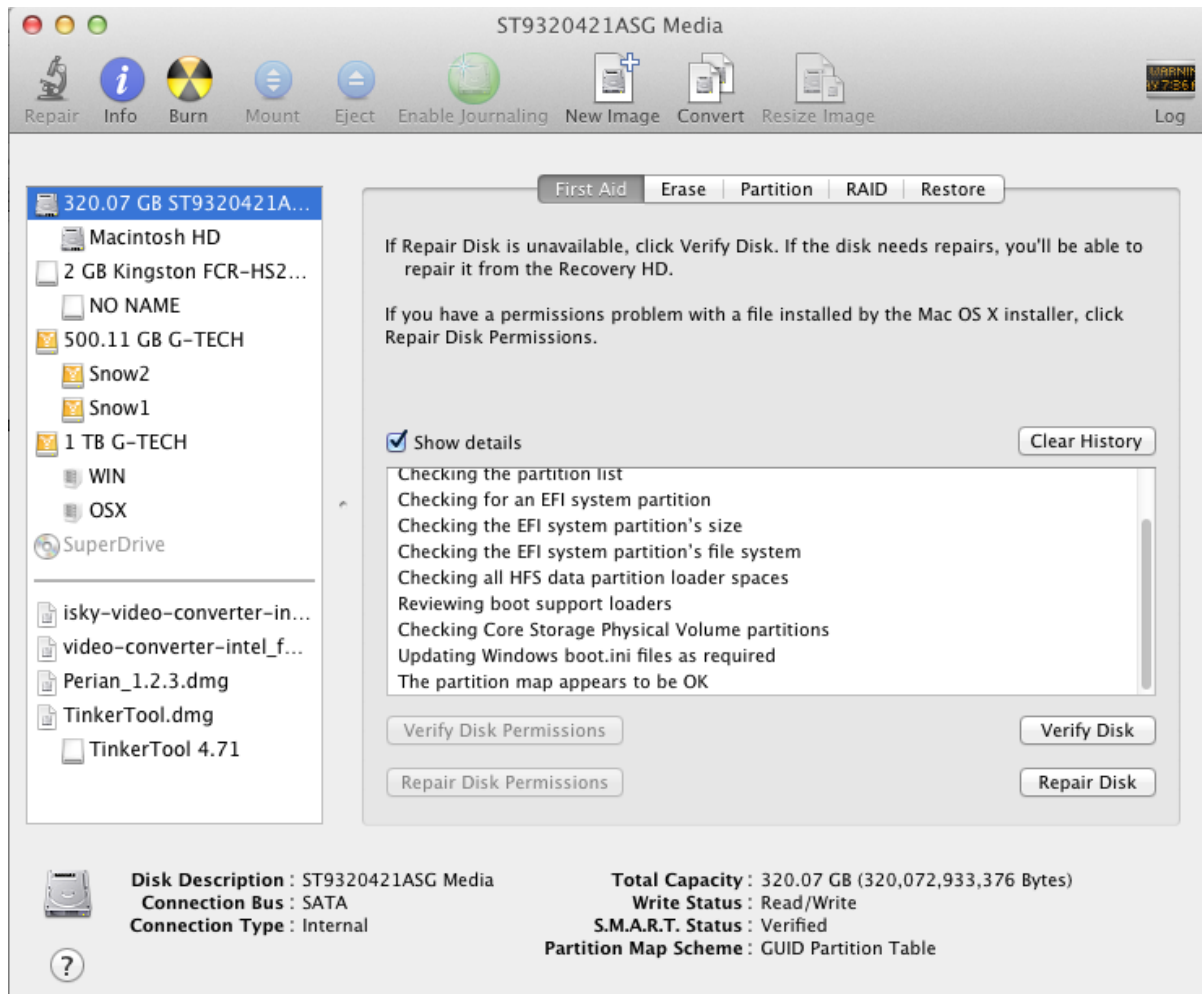 ST9320421ASG Media
Repair Info Burn Mount Eject Enable Journaling New Image Convert Resize Image Log
First Aid Erase Partition RAID Restore
320.07 GB ST9320421A...
Macintosh HD
2 GB Kingston FCR-HS2...
NO NAME
500.11 GB G-TECH
Snow2
Snow1
1 TB G-TECH
WIN
OSX
SuperDrive
isky-video-converter-in...
video-converter-intel_f...
Perian_1.2.3.dmg
TinkerTool.dmg
TinkerTool 4.71
If Repair Disk is unavailable, click Verify Disk. If the disk needs repairs, you'll be able to
repair it from the Recovery HD.
If you have a permissions problem with a file installed by the Mac OS X installer, click
Repair Disk Permissions.
Show details
Clear History
Checking the partition list
Checking for an EFI system partition
Checking the EFI system partition's size
Checking the EFI system partition's file system
Checking all HFS data partition loader spaces
Reviewing boot support loaders
Checking Core Storage Physical Volume partitions
Updating Windows boot.ini files as required
The partition map appears to be OK
Verify Disk Permissions Verify Disk
Repair Disk Permissions Repair Disk
Disk Description : ST9320421ASG Media
Connection Bus : SATA
Connection Type : Internal
Total Capacity : 320.07 GB (320,072,933,376 Bytes)
Write Status : Read/Write
S.M.A.R.T. Status : Verified
Partition Map Scheme : GUID Partition Table
?